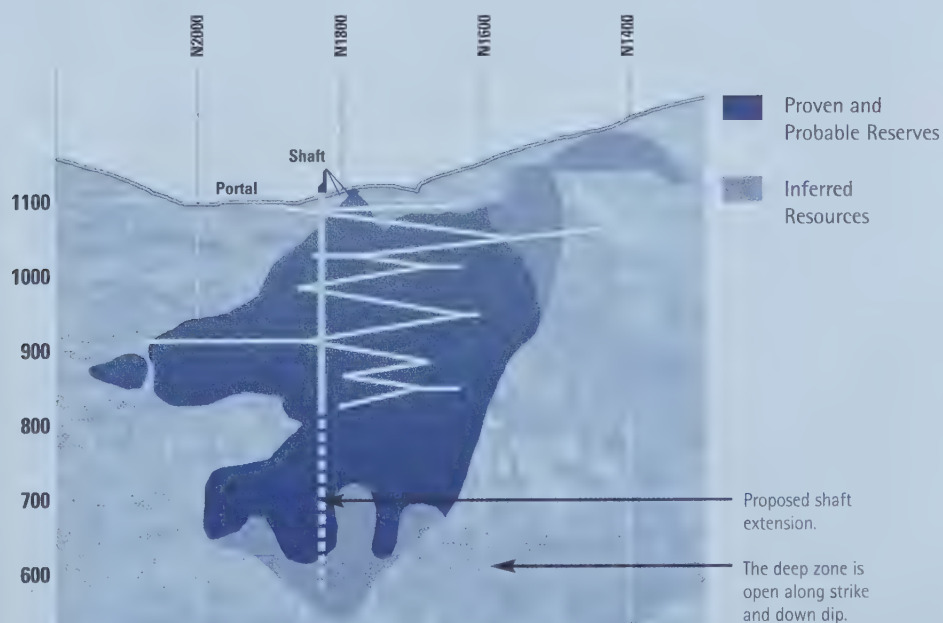 N2000
N1800
N1600
N1400
Proven and
Probable Reserves
Inferred
Resources
Shaft
Portal
1100
1000
900
800
700
600
Proposed shaft
extension.
The deep zone is
open along strike
and down dip.